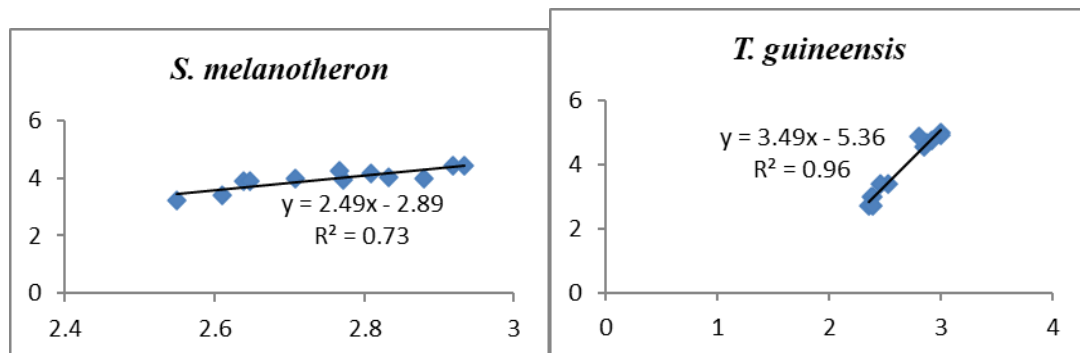 S. melanotheron
6
4
2
0
y = 2.49x - 2.89
R² = 0.73
2.4 2.6 2.8 3
T. guineensis
6
4
2
0
y = 3.49x - 5.36
R² = 0.96
0 1 2 3 4